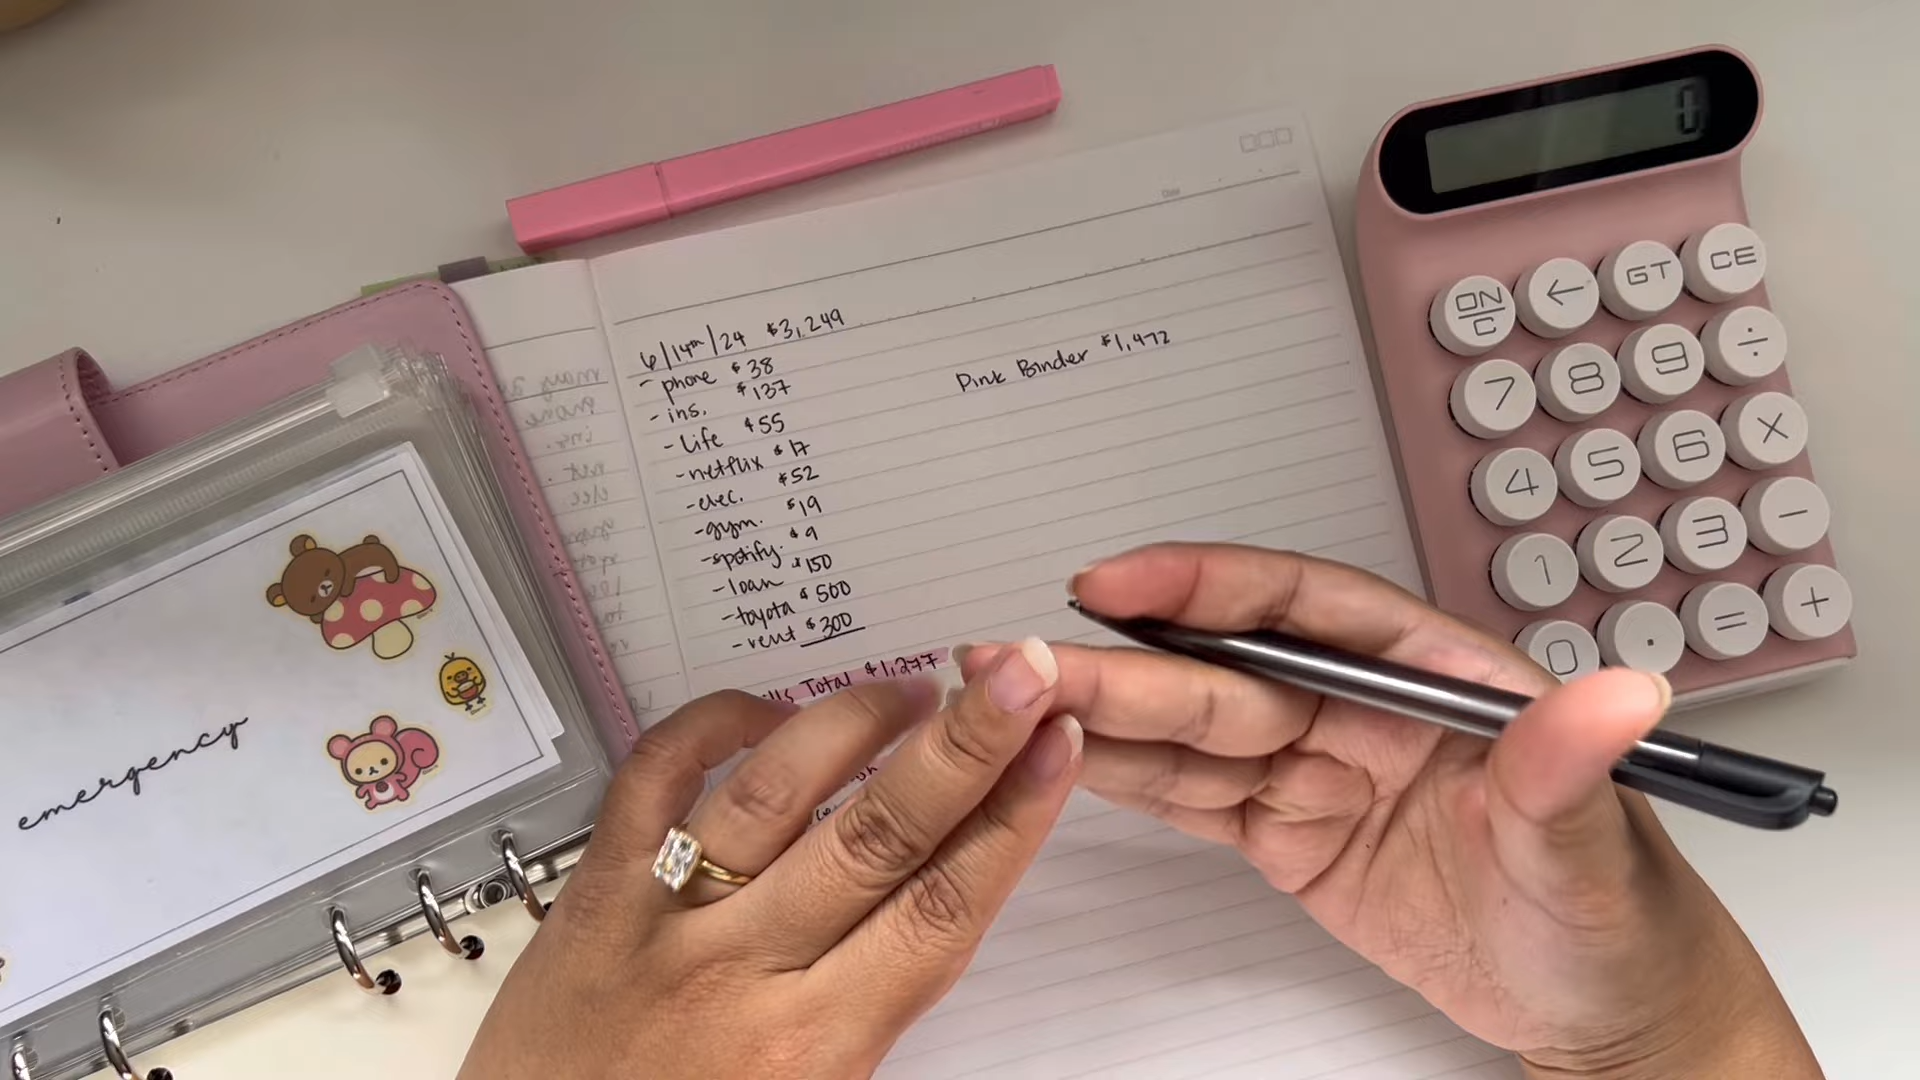 6/14th/24 $3,249
- phone $38
- ins. $137
- Life $55
- netflix $17
- elec. $52
- gym. $19
- spotify. $9
- loan $150
- toyota $500
- rent $300
Total $1,277
Pink Binder $1,472
Date
emergency
0
ON/C ← GT CE
7 8 9 ÷
4 5 6 ×
1 2 3 −
0 . = +